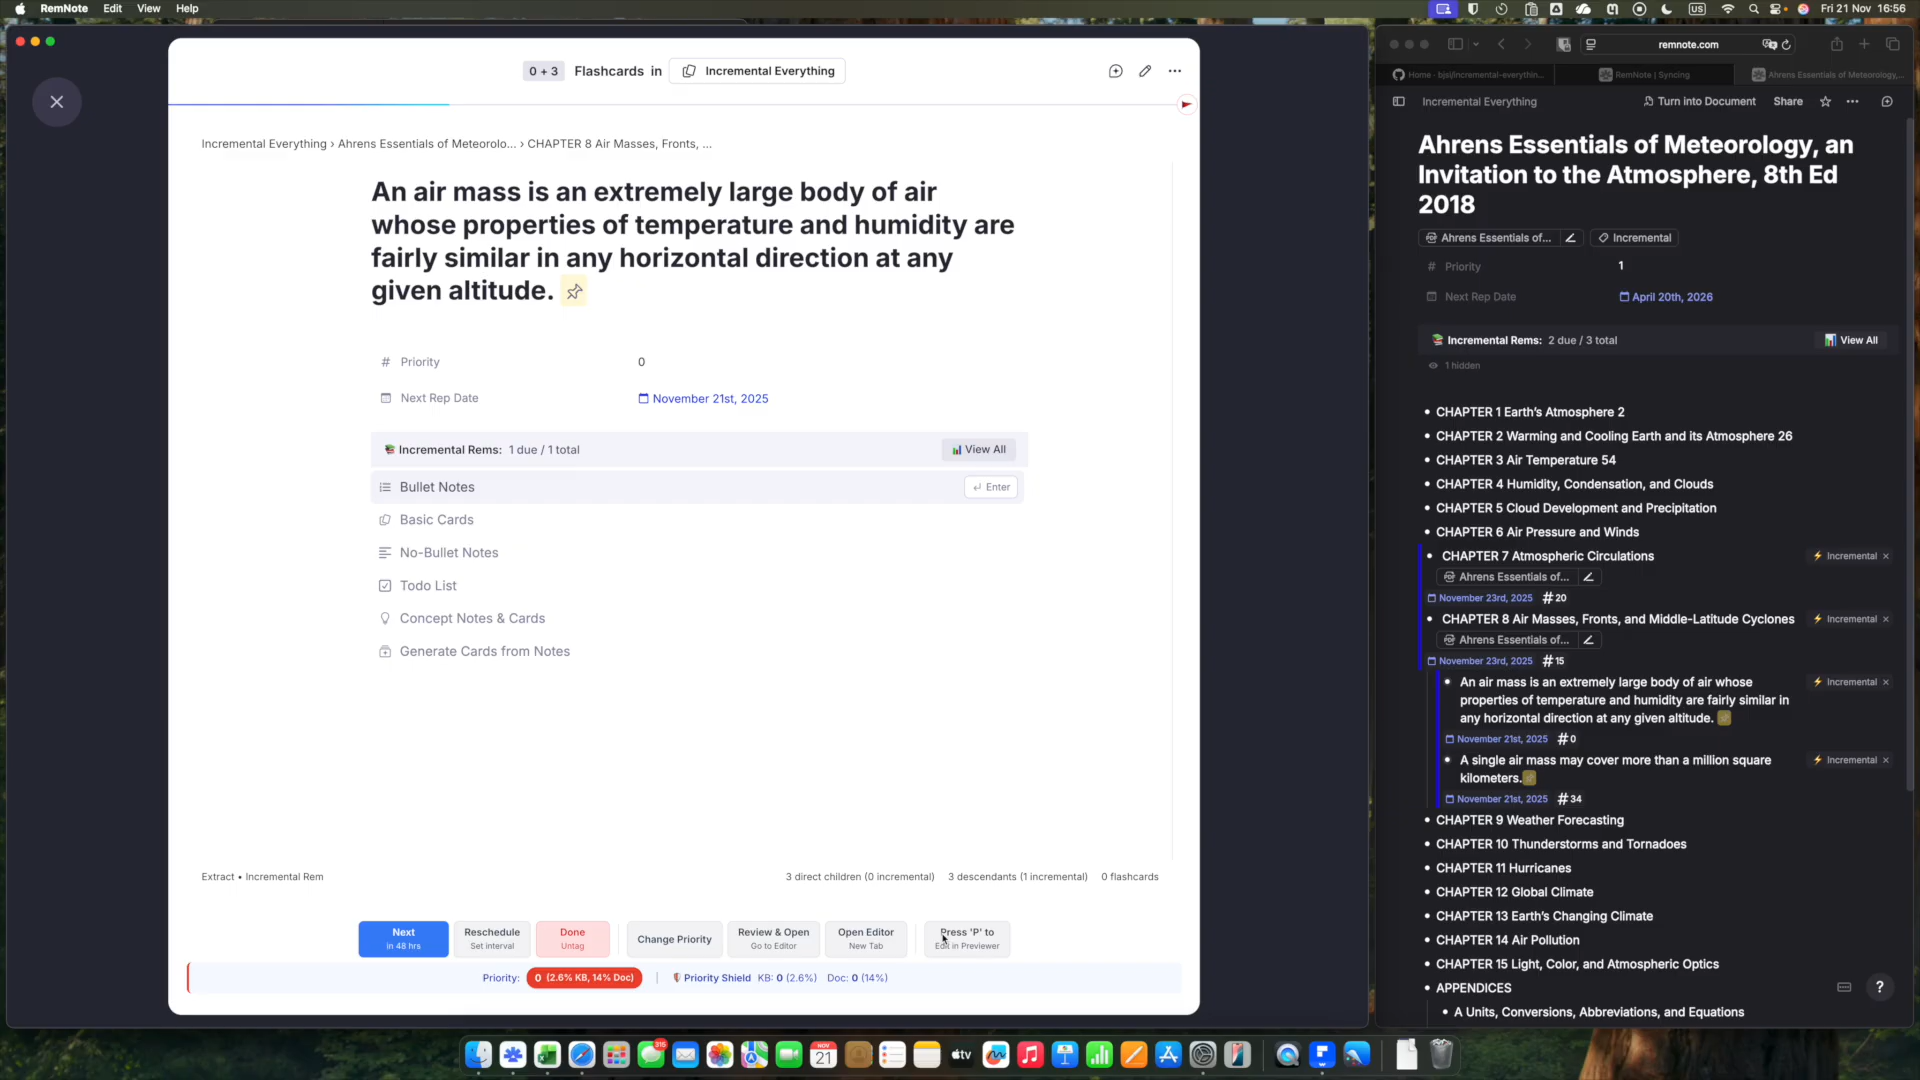 RemNote Edit View Help
US Fri 21 Nov 16:56
0 + 3 Flashcards in Incremental Everything
Incremental Everything › Ahrens Essentials of Meteorolo... › CHAPTER 8 Air Masses, Fronts, ...
An air mass is an extremely large body of air
whose properties of temperature and humidity are
fairly similar in any horizontal direction at any
given altitude.
# Priority 0
Next Rep Date November 21st, 2025
Incremental Rems: 1 due / 1 total View All
Bullet Notes Enter
Basic Cards
No-Bullet Notes
Todo List
Concept Notes & Cards
Generate Cards from Notes
Extract • Incremental Rem 3 direct children (0 incremental) 3 descendants (1 incremental) 0 flashcards
Next
in 48 hrs
Reschedule
Set interval
Done
Untag
Change Priority
Review & Open
Go to Editor
Open Editor
New Tab
Press 'P' to
Edit in Previewer
Priority: 0 (2.6% KB, 14% Doc) | Priority Shield KB: 0 (2.6%) Doc: 0 (14%)
remnote.com
Home · bjsi/incremental-everythin...
RemNote | Syncing
Ahrens Essentials of Meteorology,...
Incremental Everything Turn into Document Share
Ahrens Essentials of Meteorology, an
Invitation to the Atmosphere, 8th Ed
2018
Ahrens Essentials of... Incremental
# Priority 1
Next Rep Date April 20th, 2026
Incremental Rems: 2 due / 3 total View All
1 hidden
• CHAPTER 1 Earth's Atmosphere 2
• CHAPTER 2 Warming and Cooling Earth and its Atmosphere 26
• CHAPTER 3 Air Temperature 54
• CHAPTER 4 Humidity, Condensation, and Clouds
• CHAPTER 5 Cloud Development and Precipitation
• CHAPTER 6 Air Pressure and Winds
• CHAPTER 7 Atmospheric Circulations Incremental ×
Ahrens Essentials of...
November 23rd, 2025 #20
• CHAPTER 8 Air Masses, Fronts, and Middle-Latitude Cyclones Incremental ×
Ahrens Essentials of...
November 23rd, 2025 #15
• An air mass is an extremely large body of air whose Incremental ×
properties of temperature and humidity are fairly similar in
any horizontal direction at any given altitude.
November 21st, 2025 #0
• A single air mass may cover more than a million square Incremental ×
kilometers.
November 21st, 2025 #34
• CHAPTER 9 Weather Forecasting
• CHAPTER 10 Thunderstorms and Tornadoes
• CHAPTER 11 Hurricanes
• CHAPTER 12 Global Climate
• CHAPTER 13 Earth's Changing Climate
• CHAPTER 14 Air Pollution
• CHAPTER 15 Light, Color, and Atmospheric Optics
• APPENDICES
• A Units, Conversions, Abbreviations, and Equations
?
315
NOV
21
tv